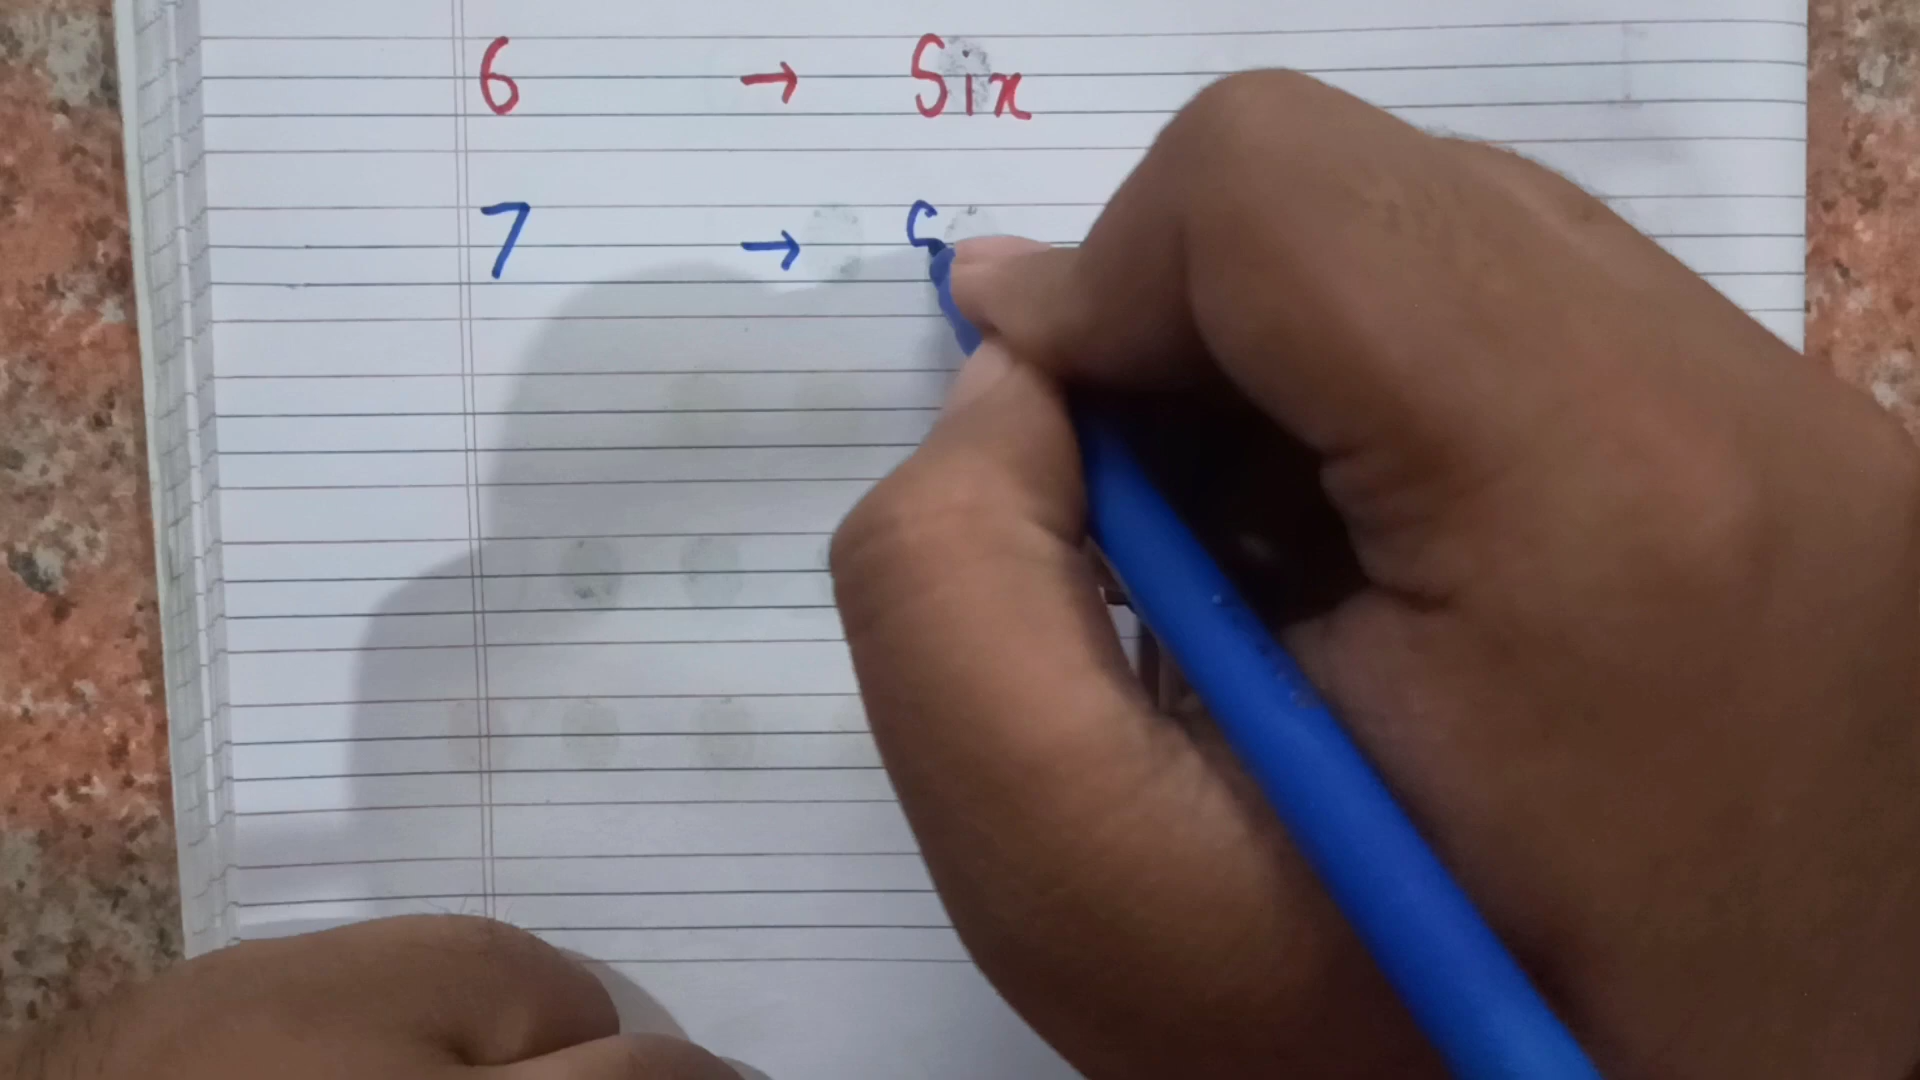 6 → Six
7 → S